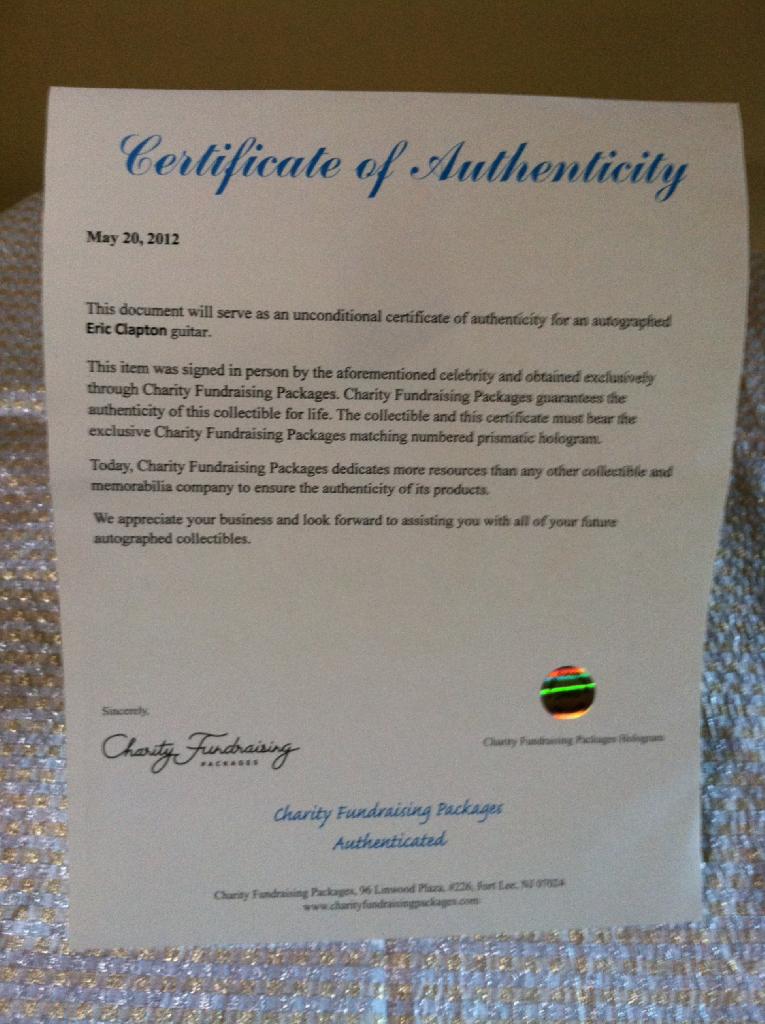 Certificate of Authenticity
May 20, 2012
This document will serve as an unconditional certificate of authenticity for an autographed
Eric Clapton guitar.
This item was signed in person by the aforementioned celebrity and obtained exclusively
through Charity Fundraising Packages. Charity Fundraising Packages guarantees the
authenticity of this collectible for life. The collectible and this certificate must bear the
exclusive Charity Fundraising Packages matching numbered prismatic hologram.
Today, Charity Fundraising Packages dedicates more resources than any other collectible and
memorabilia company to ensure the authenticity of its products.
We appreciate your business and look forward to assisting you with all of your future
autographed collectibles.
Sincerely,
Charity Fundraising
PACKAGES
Charity Fundraising Packages Hologram
Charity Fundraising Packages
Authenticated
Charity Fundraising Packages, 96 Linwood Plaza, #226, Fort Lee, NJ 07024
www.charityfundraisingpackages.com